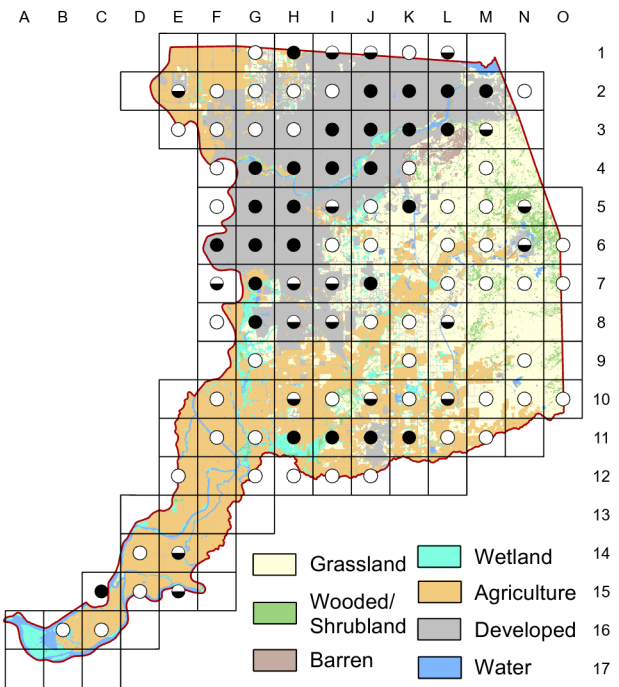 A B C D E F G H I J K L M N O
1
2
3
4
5
6
7
8
9
10
11
12
13
14
15
16
17
Grassland
Wooded/
Shrubland
Barren
Wetland
Agriculture
Developed
Water